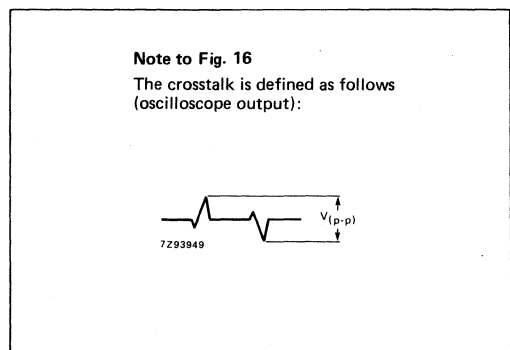 Note to Fig. 16
The crosstalk is defined as follows
(oscilloscope output):
V(p-p)
7Z93949